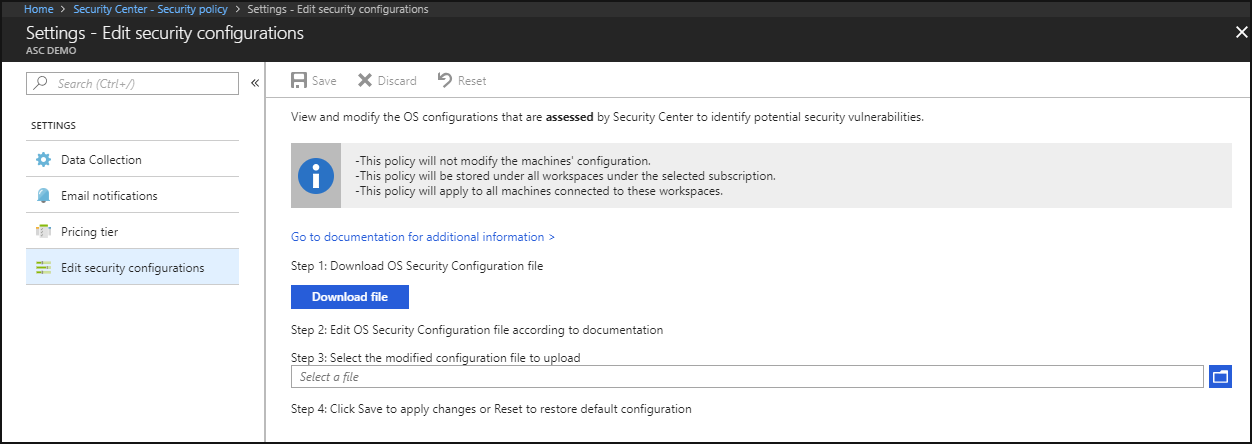 Home > Security Center - Security policy > Settings - Edit security configurations
Settings - Edit security configurations
ASC DEMO
Search (Ctrl+/)
SETTINGS
Data Collection
Email notifications
Pricing tier
Edit security configurations
Save Discard Reset
View and modify the OS configurations that are assessed by Security Center to identify potential security vulnerabilities.
-This policy will not modify the machines' configuration.
-This policy will be stored under all workspaces under the selected subscription.
-This policy will apply to all machines connected to these workspaces.
Go to documentation for additional information >
Step 1: Download OS Security Configuration file
Download file
Step 2: Edit OS Security Configuration file according to documentation
Step 3: Select the modified configuration file to upload
Select a file
Step 4: Click Save to apply changes or Reset to restore default configuration